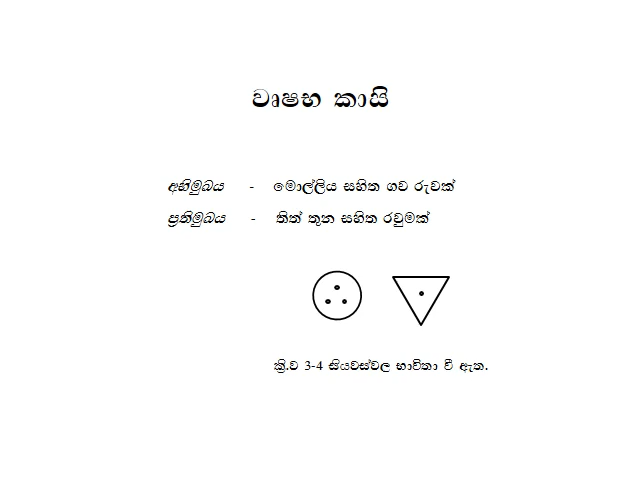 වෘෂභ කාසි
අභිමුඛය - මොල්ලිය සහිත ගව රුවක්
ප්‍රතිමුඛය - තිත් තුන සහිත රවුමක්
ක්‍රි.ව 3-4 සියවස්වල භාවිතා වී ඇත.